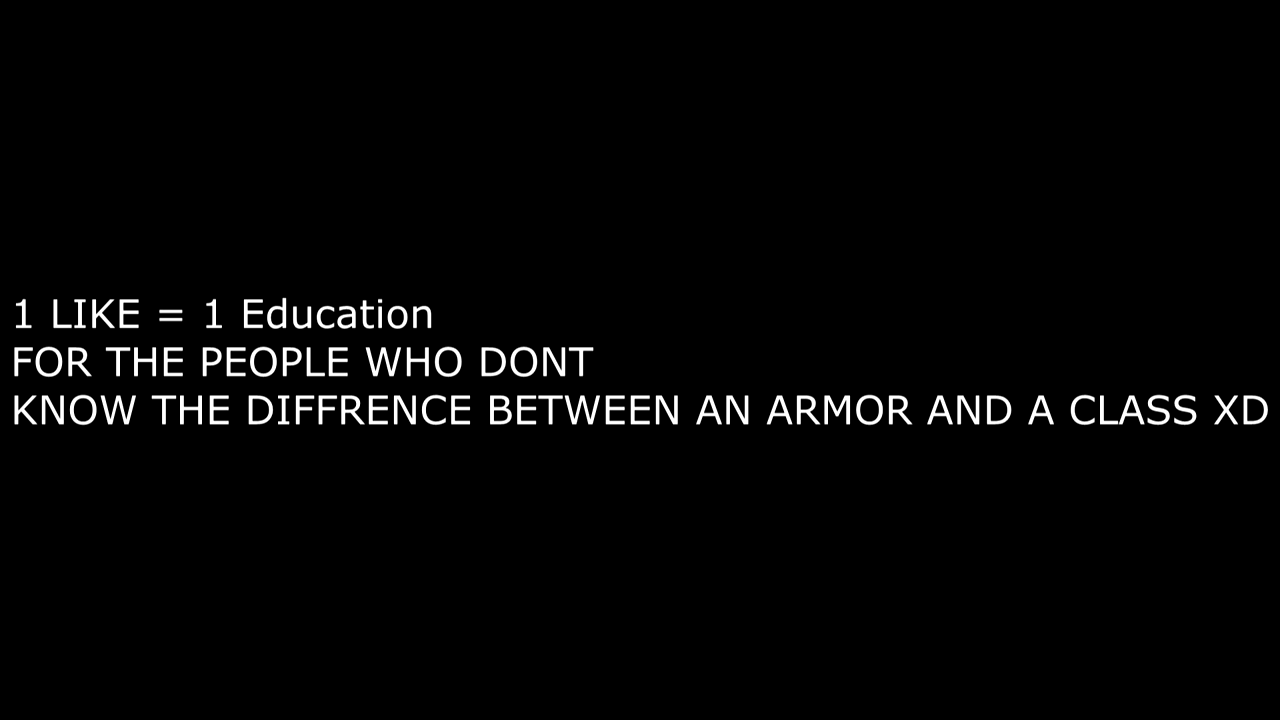 1 LIKE = 1 Education
FOR THE PEOPLE WHO DONT
KNOW THE DIFFRENCE BETWEEN AN ARMOR AND A CLASS XD